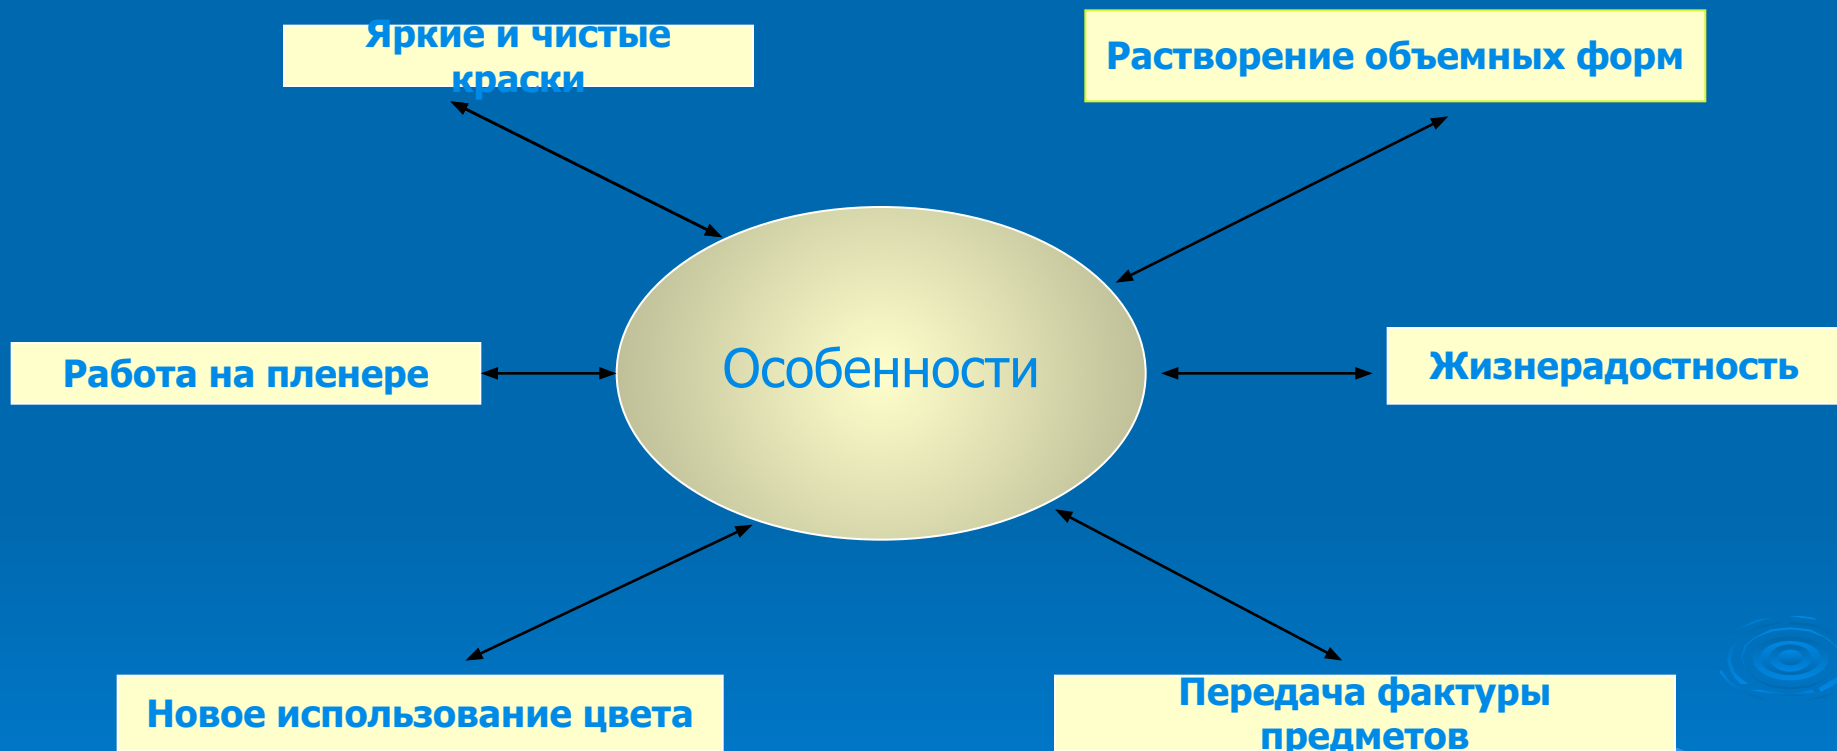 Яркие и чистые
краски
Растворение объемных форм
Работа на пленере
Особенности
Жизнерадостность
Новое использование цвета
Передача фактуры
предметов